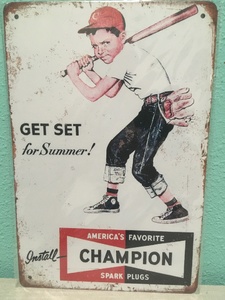 GET SET
for Summer!
AMERICA'S FAVORITE
Install— CHAMPION
SPARK PLUGS